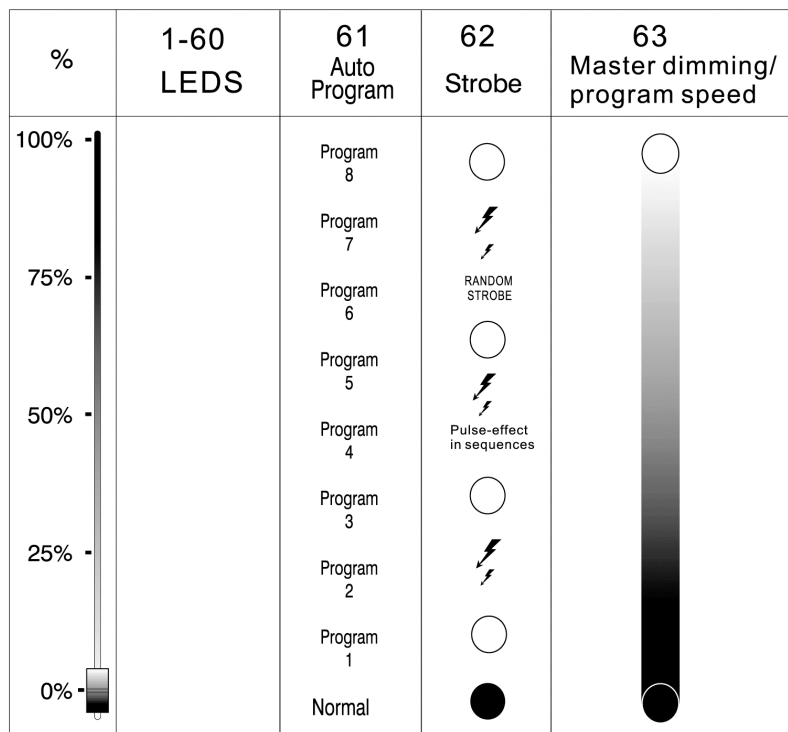 %
1-60
LEDS
61
Auto
Program
62
Strobe
63
Master dimming/
program speed
100%
75%
50%
25%
0%
Program
8
Program
7
Program
6
Program
5
Program
4
Program
3
Program
2
Program
1
Normal
RANDOM
STROBE
Pulse-effect
in sequences